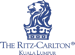 THE RITZ-CARLTON®
KUALA LUMPUR